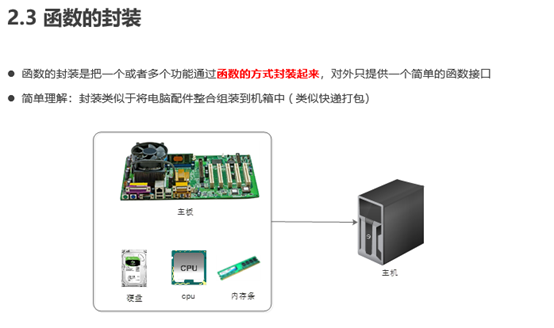 2.3 函数的封装
● 函数的封装是把一个或者多个功能通过函数的方式封装起来，对外只提供一个简单的函数接口
● 简单理解：封装类似于将电脑配件整合组装到机箱中 ( 类似快递打包）
主板
CPU
硬盘 cpu 内存条
主机